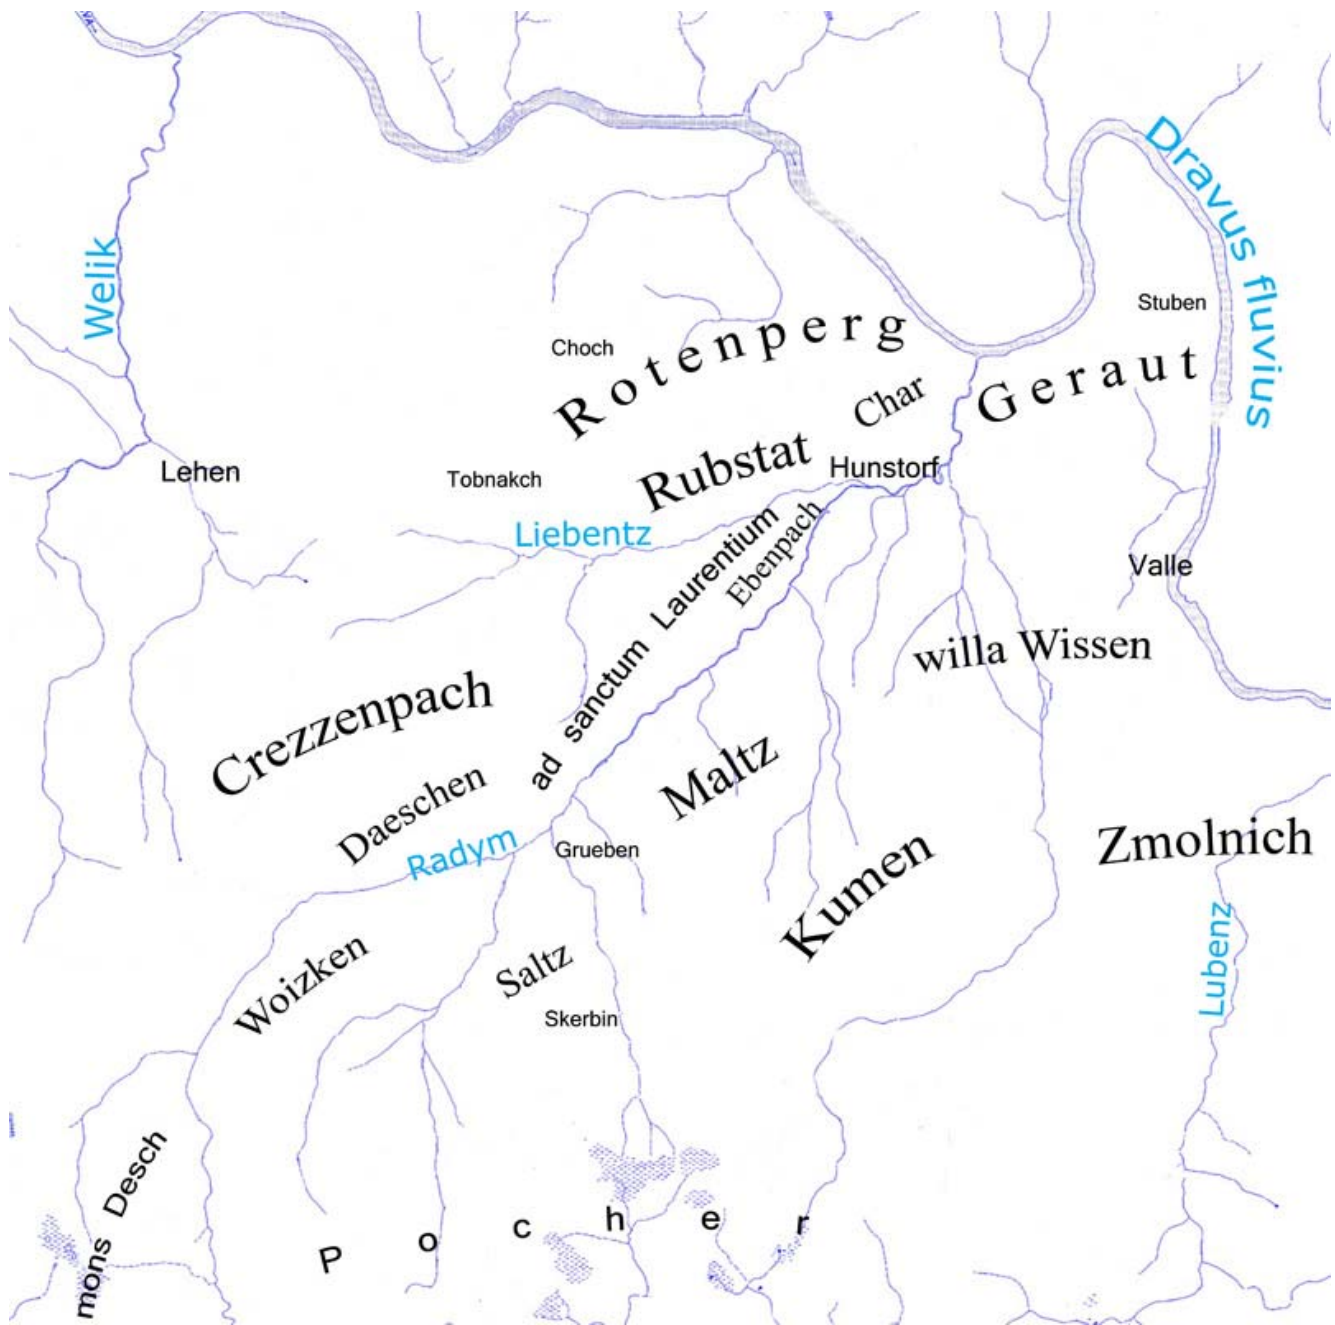 Dravus fluvius
Welik
Stuben
Choch
Rotenperg
Geraut
Char
Lehen
Tobnakch
Rubstat
Hunstorf
Liebentz
Ebenpach
ad sanctum Laurentium
Valle
willa Wissen
Crezzenpach
Daeschen
Maltz
Radym
Grueben
Zmolnich
Kumen
Lubenz
Woizken
Saltz
Skerbin
mons Desch
Pocher